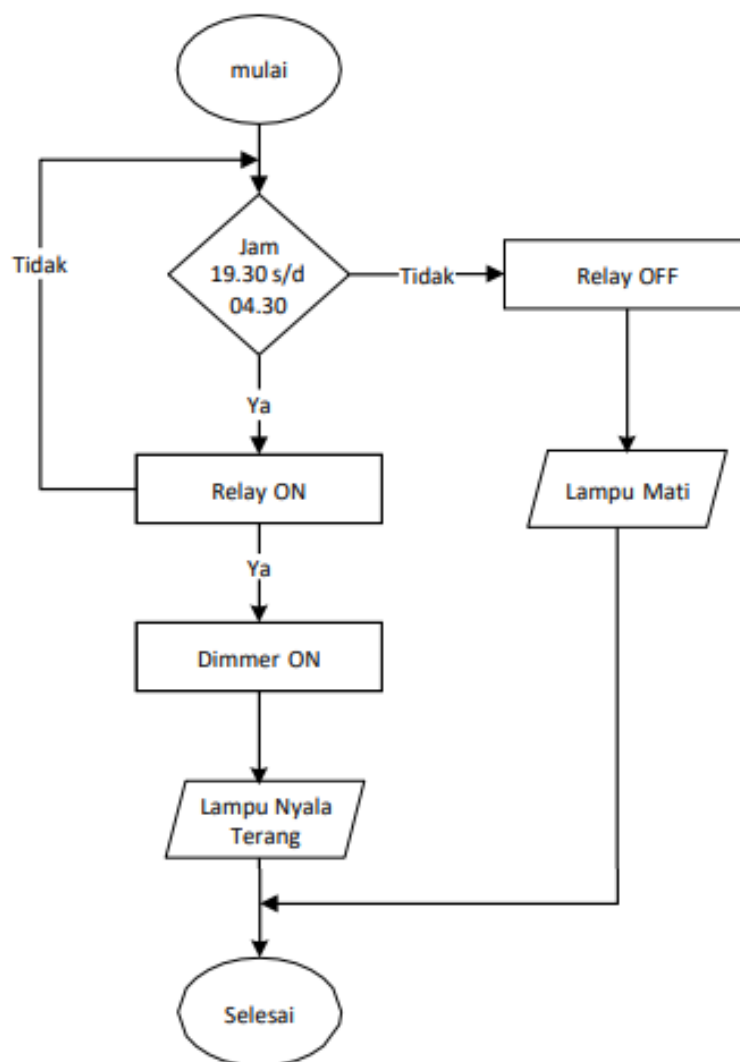 mulai
Tidak
Jam
19.30 s/d
04.30
Tidak
Relay OFF
Ya
Relay ON
Lampu Mati
Ya
Dimmer ON
Lampu Nyala
Terang
Selesai